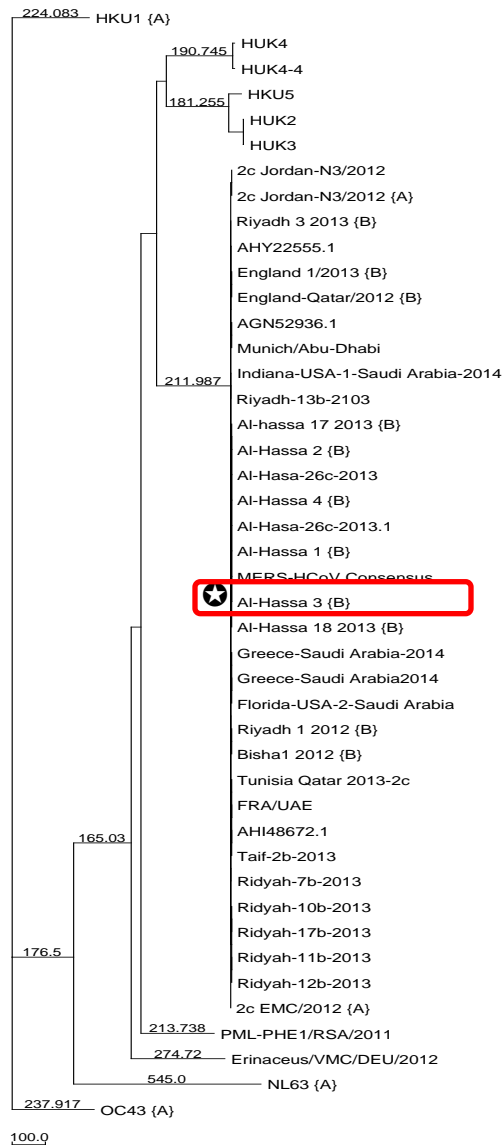 224.083 HKU1 {A}
190.745 HUK4
HUK4-4
181.255 HKU5
HUK2
HUK3
2c Jordan-N3/2012
2c Jordan-N3/2012 {A}
Riyadh 3 2013 {B}
AHY22555.1
England 1/2013 {B}
England-Qatar/2012 {B}
AGN52936.1
Munich/Abu-Dhabi
211.987 Indiana-USA-1-Saudi Arabia-2014
Riyadh-13b-2103
Al-hassa 17 2013 {B}
Al-Hassa 2 {B}
Al-Hasa-26c-2013
Al-Hassa 4 {B}
Al-Hasa-26c-2013.1
Al-Hassa 1 {B}
MERS-HCoV Consensus
Al-Hassa 3 {B}
Al-Hassa 18 2013 {B}
Greece-Saudi Arabia-2014
Greece-Saudi Arabia2014
Florida-USA-2-Saudi Arabia
Riyadh 1 2012 {B}
Bisha1 2012 {B}
Tunisia Qatar 2013-2c
FRA/UAE
165.03 AHI48672.1
Taif-2b-2013
Ridyah-7b-2013
Ridyah-10b-2013
Ridyah-17b-2013
176.5 Ridyah-11b-2013
Ridyah-12b-2013
2c EMC/2012 {A}
213.738 PML-PHE1/RSA/2011
274.72 Erinaceus/VMC/DEU/2012
545.0 NL63 {A}
237.917 OC43 {A}
100.0